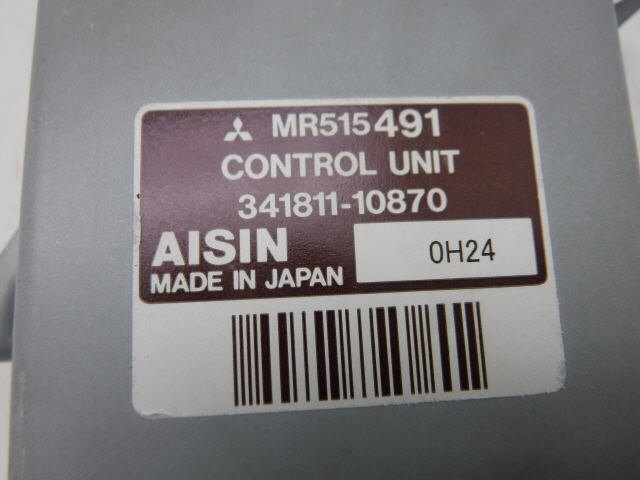 MR515491
CONTROL UNIT
341811-10870
AISIN
0H24
MADE IN JAPAN